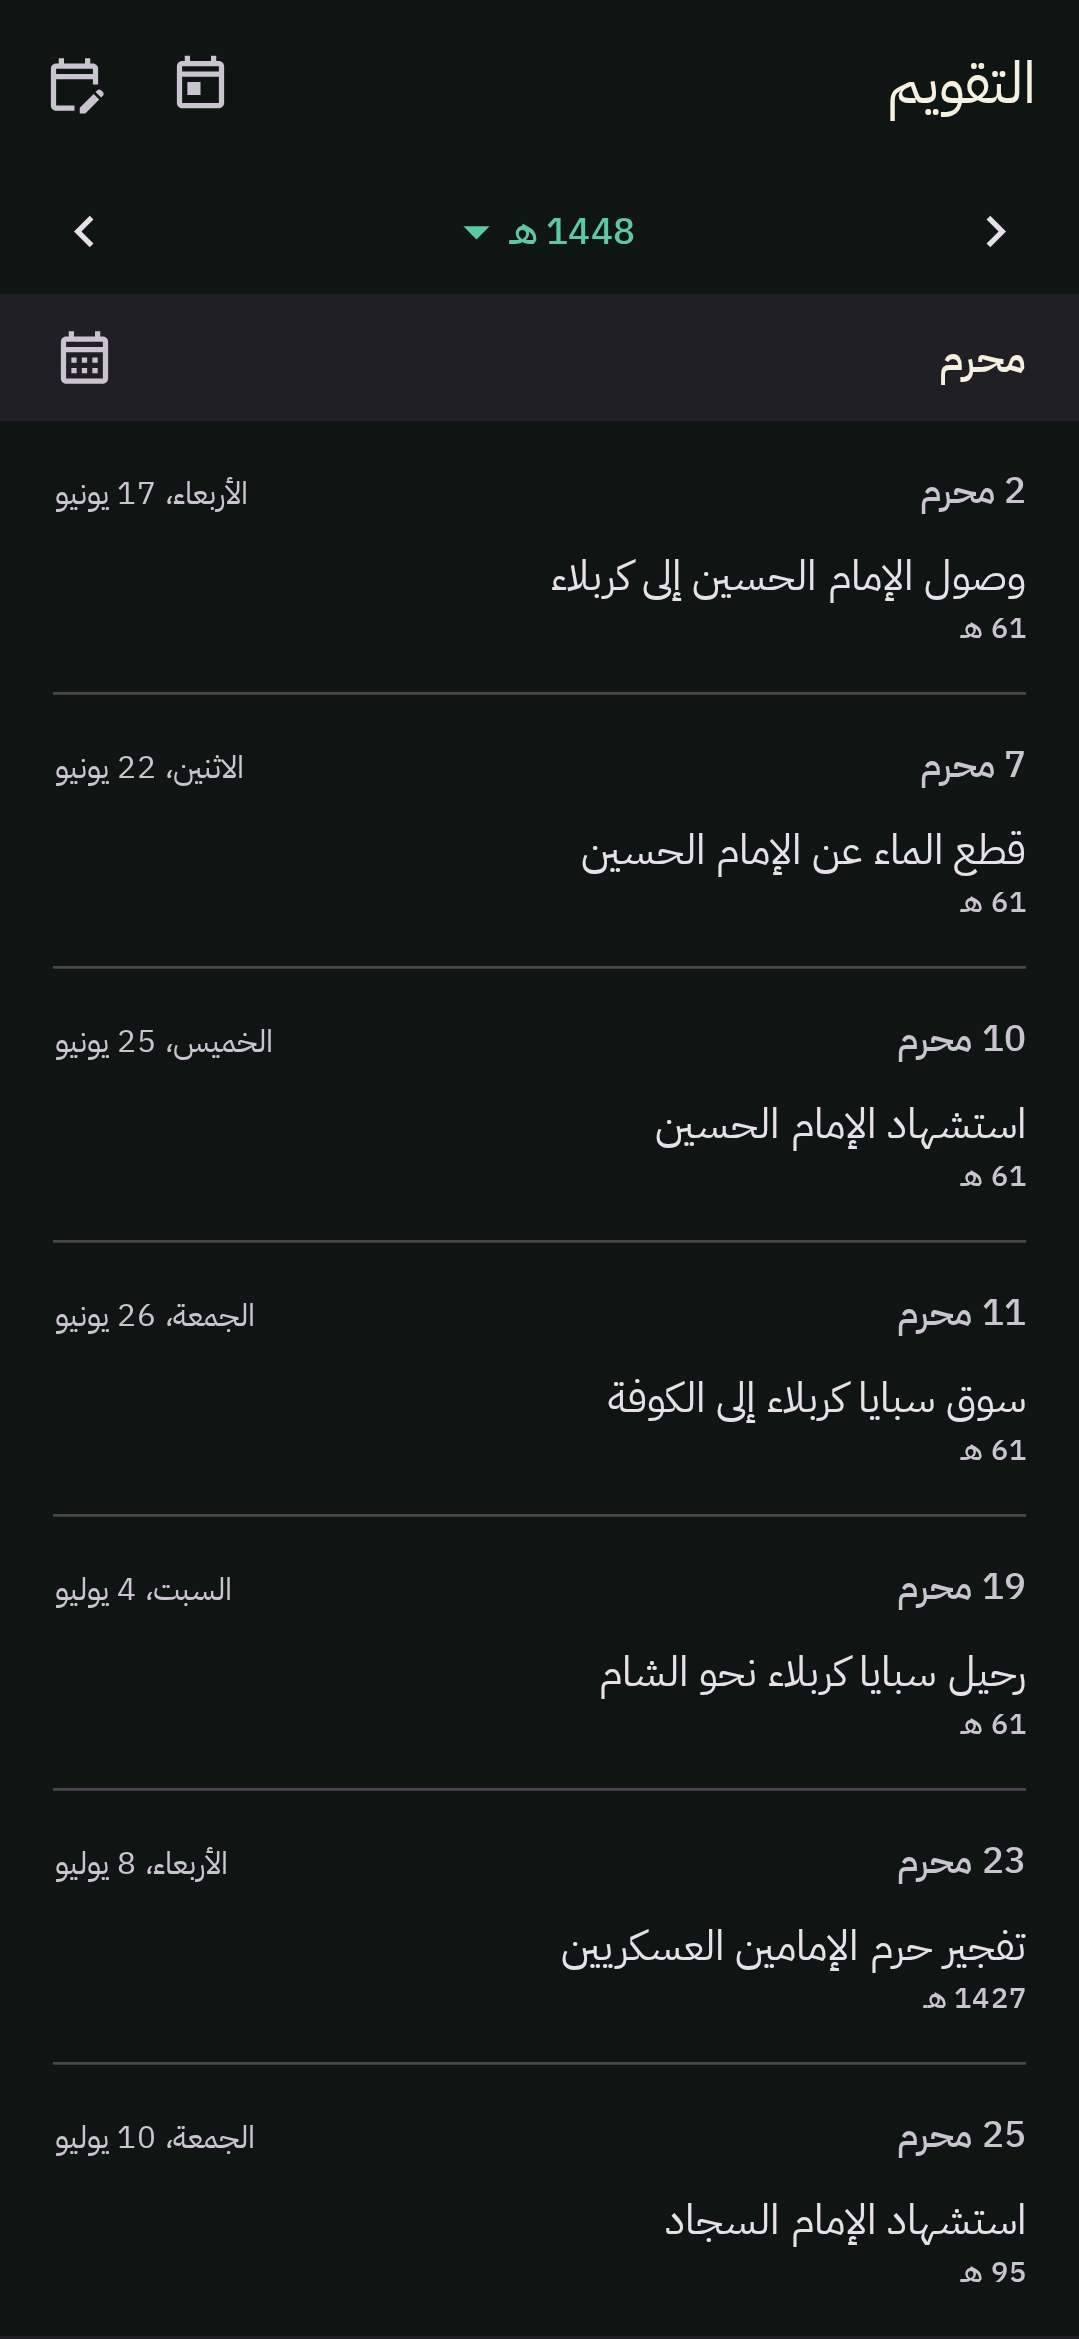 التقويم
1448 هـ
محرم
2 محرم
الأربعاء، 17 يونيو
وصول الإمام الحسين إلى كربلاء
61 هـ
7 محرم
الاثنين، 22 يونيو
قطع الماء عن الإمام الحسين
61 هـ
10 محرم
الخميس، 25 يونيو
استشهاد الإمام الحسين
61 هـ
11 محرم
الجمعة، 26 يونيو
سوق سبايا كربلاء إلى الكوفة
61 هـ
19 محرم
السبت، 4 يوليو
رحيل سبايا كربلاء نحو الشام
61 هـ
23 محرم
الأربعاء، 8 يوليو
تفجير حرم الإمامين العسكريين
1427 هـ
25 محرم
الجمعة، 10 يوليو
استشهاد الإمام السجاد
95 هـ